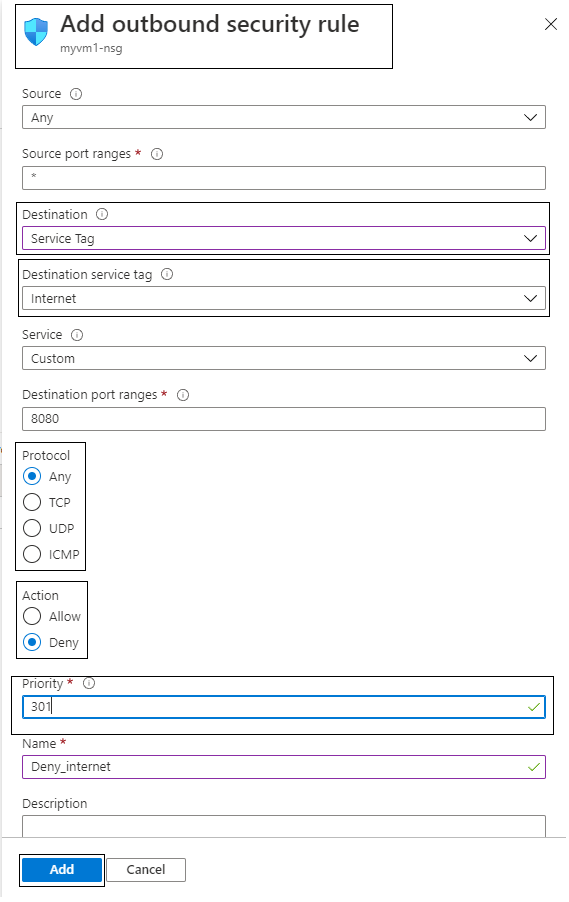 Add outbound security rule
myvm1-nsg
Source
Any
Source port ranges *
*
Destination
Service Tag
Destination service tag
Internet
Service
Custom
Destination port ranges *
8080
Protocol
Any
TCP
UDP
ICMP
Action
Allow
Deny
Priority *
301
Name *
Deny_internet
Description
Add
Cancel